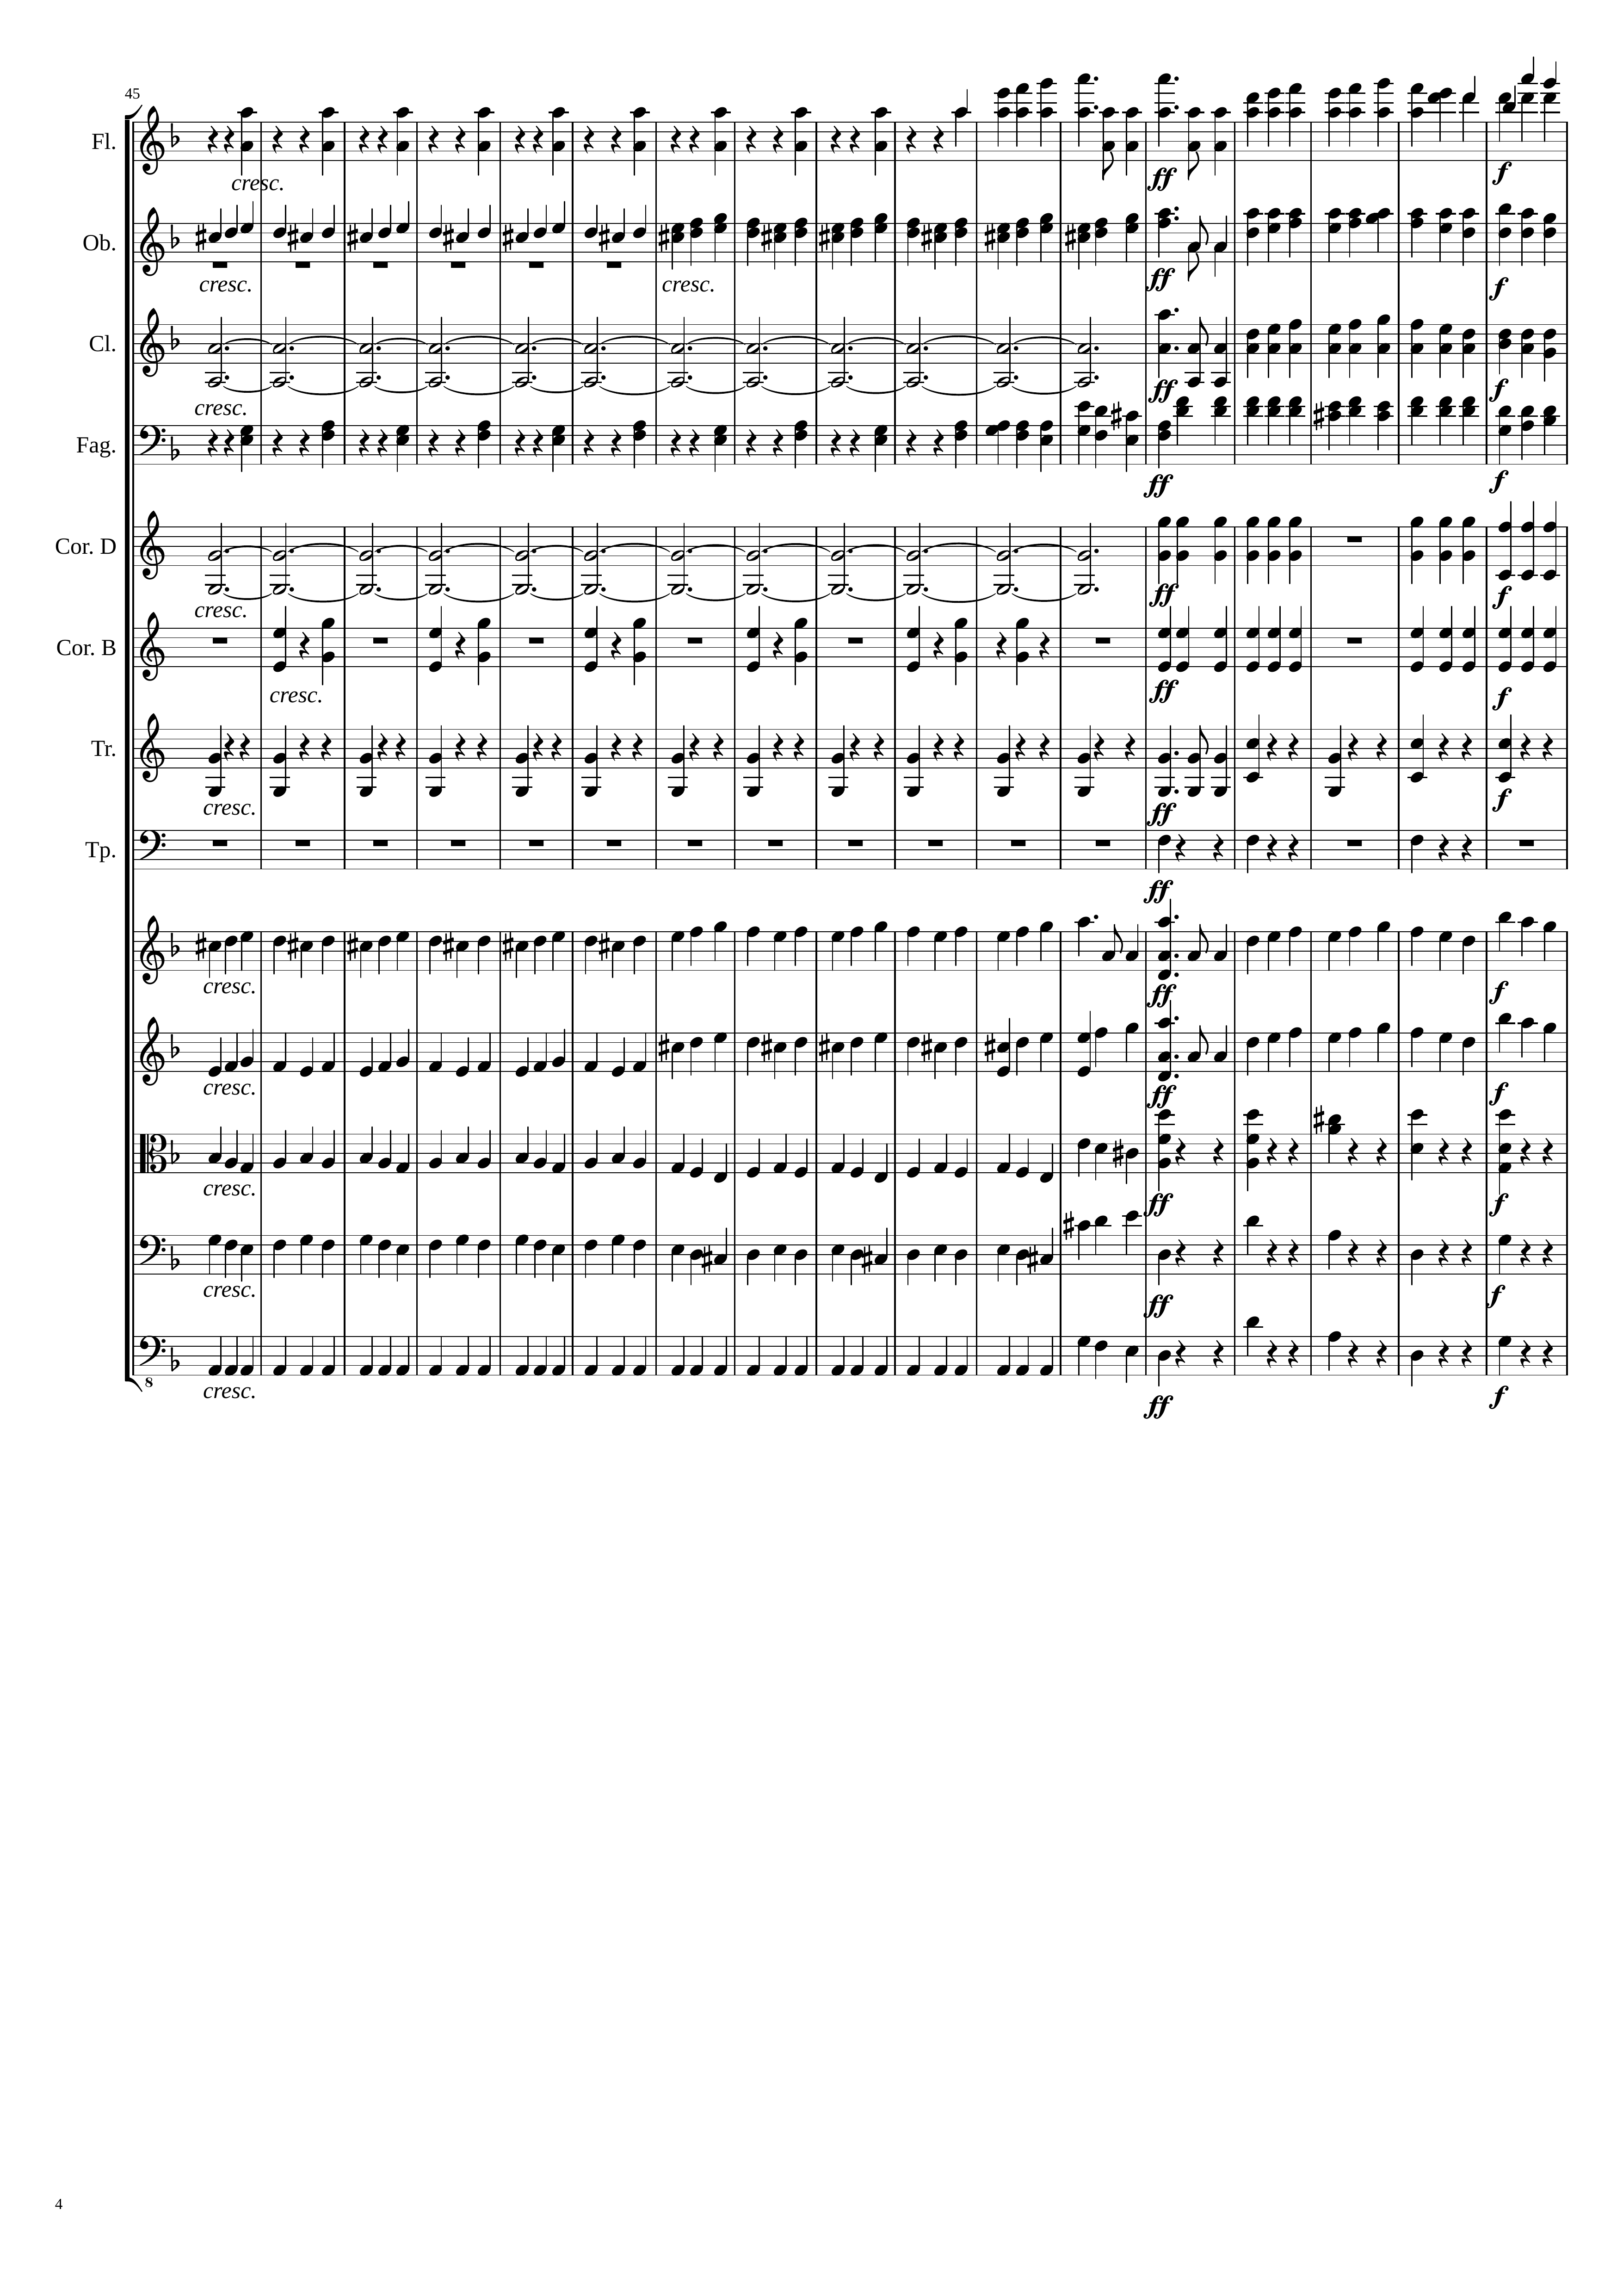 45
Fl.
cresc.
ff
f
Ob.
cresc.
cresc.
ff
f
Cl.
cresc.
ff
f
Fag.
ff
f
Cor. D
cresc.
ff
f
Cor. B
cresc.
ff
f
Tr.
cresc.
ff
f
Tp.
ff
cresc.
ff
f
cresc.
ff
f
cresc.
ff
f
cresc.
ff
f
8
cresc.
ff
f
4